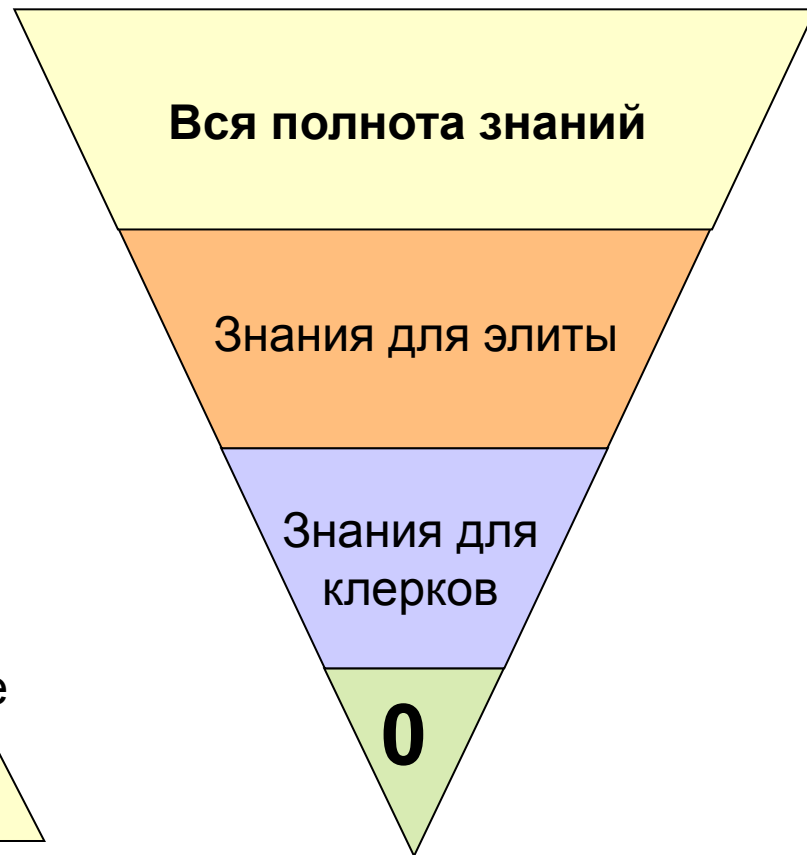 Вся полнота знаний
Знания для элиты
Знания для
клерков
е
0